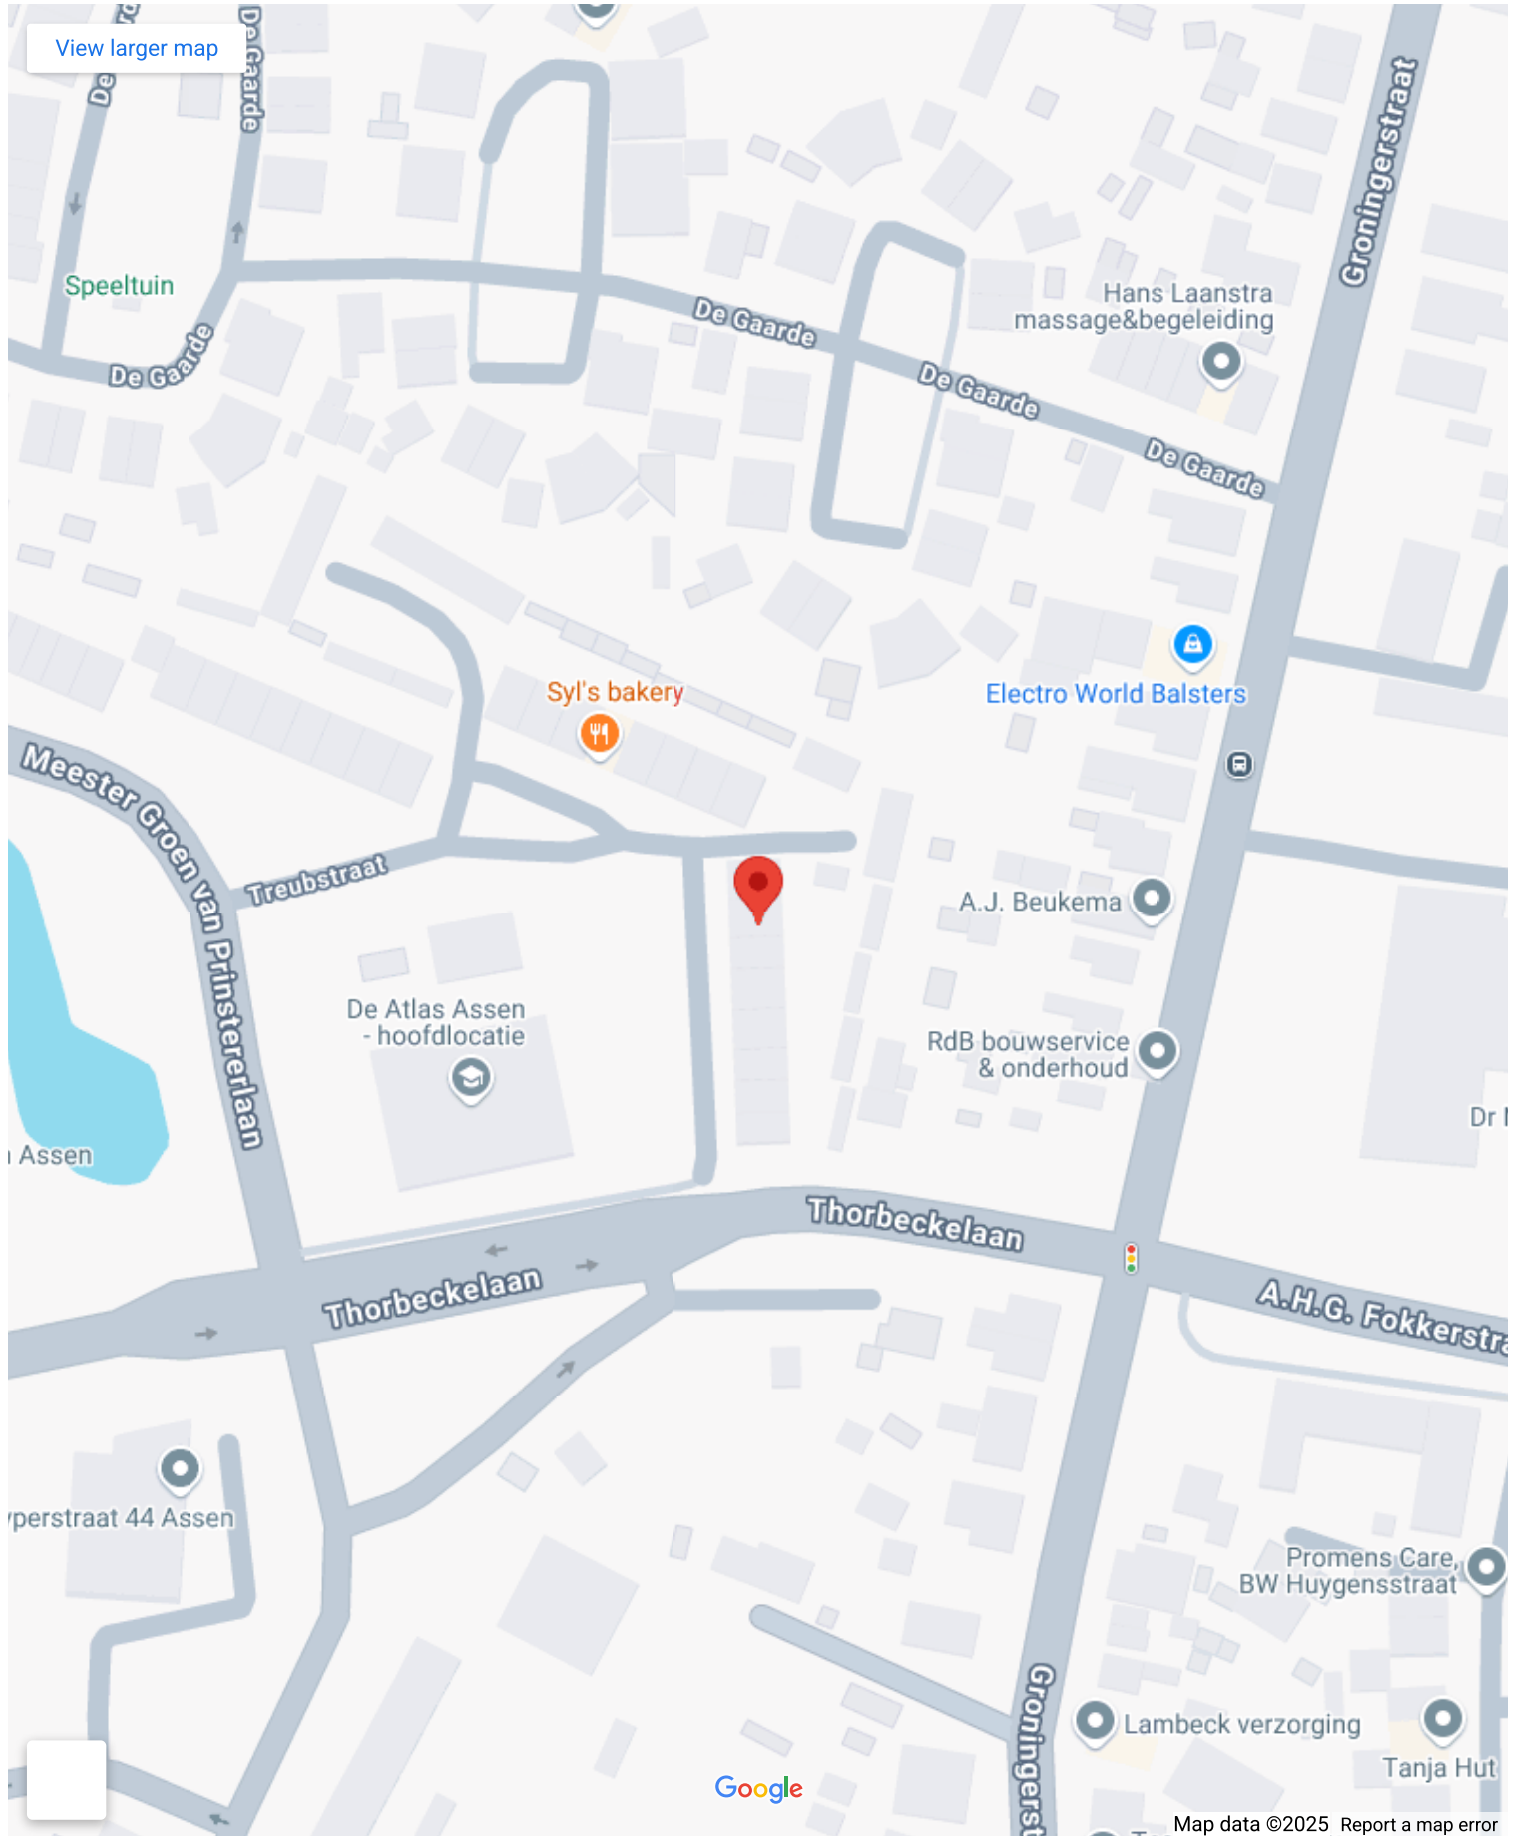 View larger map
De Gaarde
Groningerstraat
Speeltuin
Hans Laanstra
massage&begeleiding
De Gaarde
De Gaarde
De Gaarde
De Gaarde
Syl's bakery
Electro World Balsters
Meester Groen van Prinstererlaan
Treubstraat
A.J. Beukema
De Atlas Assen
- hoofdlocatie
RdB bouwservice
& onderhoud
Dr
Assen
Thorbeckelaan
Thorbeckelaan
A.H.G. Fokkerstra
yperstraat 44 Assen
Promens Care,
BW Huygensstraat
Groningerst
Lambeck verzorging
Tanja Hut
Google
Map data ©2025
Report a map error